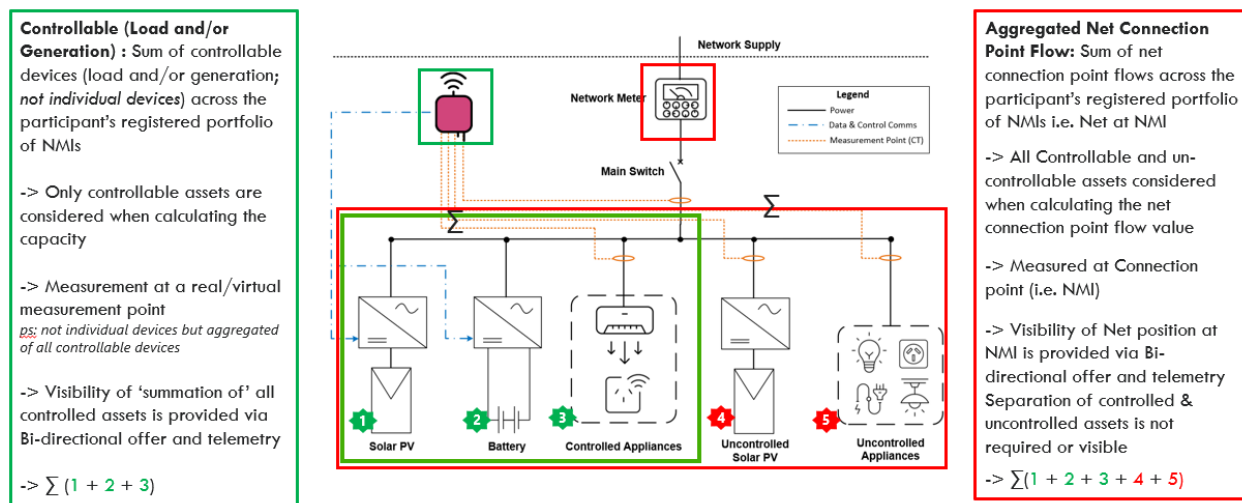 Controllable (Load and/or
Generation) : Sum of controllable
devices (load and/or generation;
not individual devices) across the
participant's registered portfolio
of NMIs
-> Only controllable assets are
considered when calculating the
capacity
-> Measurement at a real/virtual
measurement point
ps: not individual devices but aggregated
of all controllable devices
-> Visibility of 'summation of' all
controlled assets is provided via
Bi-directional offer and telemetry
-> ∑ (1 + 2 + 3)
Network Supply
Network Meter
Legend
Power
Data & Control Comms
Measurement Point (CT)
Main Switch
∑
∑
1
2
3
4
5
Solar PV
Battery
Controlled Appliances
Uncontrolled
Solar PV
Uncontrolled
Appliances
Aggregated Net Connection
Point Flow: Sum of net
connection point flows across the
participant's registered portfolio
of NMIs i.e. Net at NMI
-> All Controllable and un-
controllable assets considered
when calculating the net
connection point flow value
-> Measured at Connection
point (i.e. NMI)
-> Visibility of Net position at
NMI is provided via Bi-
directional offer and telemetry
Separation of controlled &
uncontrolled assets is not
required or visible
-> ∑(1 + 2 + 3 + 4 + 5)